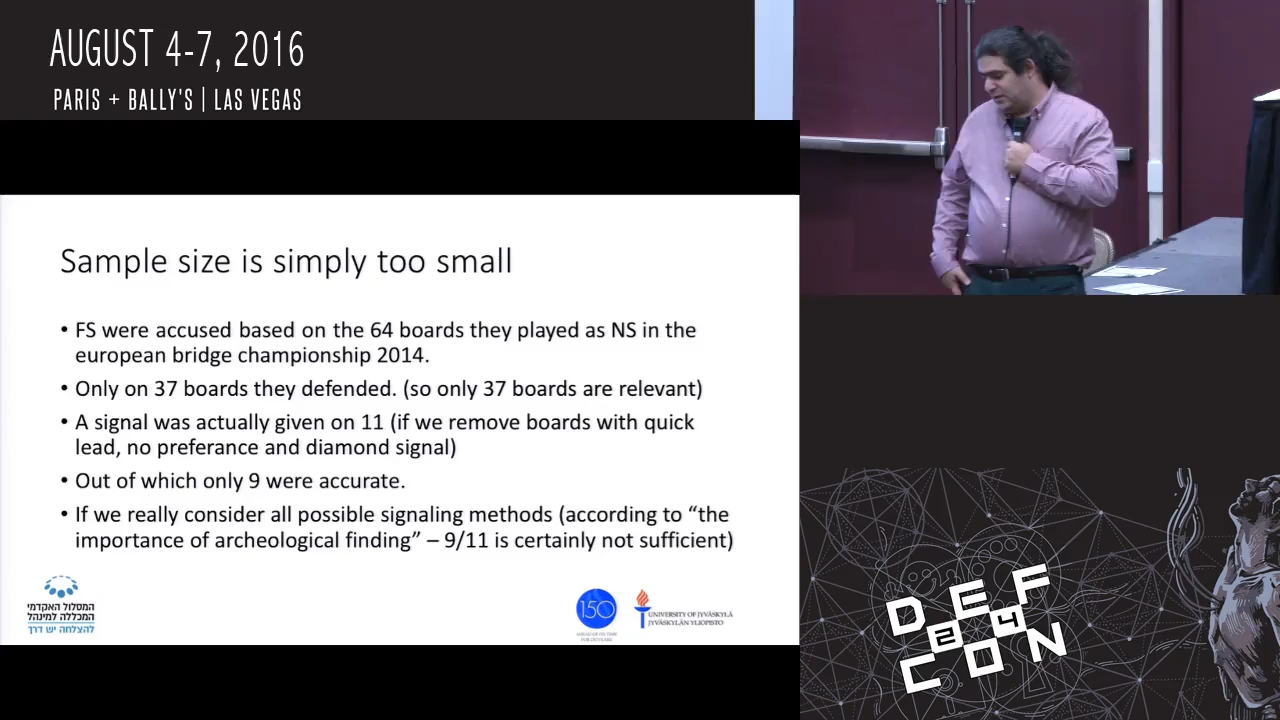 AUGUST 4-7, 2016
PARIS + BALLY'S | LAS VEGAS
Sample size is simply too small
• FS were accused based on the 64 boards they played as NS in the
european bridge championship 2014.
• Only on 37 boards they defended. (so only 37 boards are relevant)
• A signal was actually given on 11 (if we remove boards with quick
lead, no preferance and diamond signal)
• Out of which only 9 were accurate.
• If we really consider all possible signaling methods (according to “the
importance of archeological finding” – 9/11 is certainly not sufficient)
המסלול האקדמי
המכללה למינהל
להצלחה יש דרך
150
AHEAD OF ITS TIME
FOR 150 YEARS
UNIVERSITY OF JYVÄSKYLÄ
JYVÄSKYLÄN YLIOPISTO
DEF
24
CON